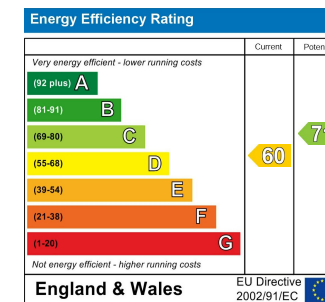 Energy Efficiency Rating
Current
Very energy efficient - lower running costs
(92 plus) A
(81-91) B
(69-80) C
(55-68) D
60
(39-54) E
(21-38) F
(1-20) G
Not energy efficient - higher running costs
England & Wales
EU Directive
2002/91/EC